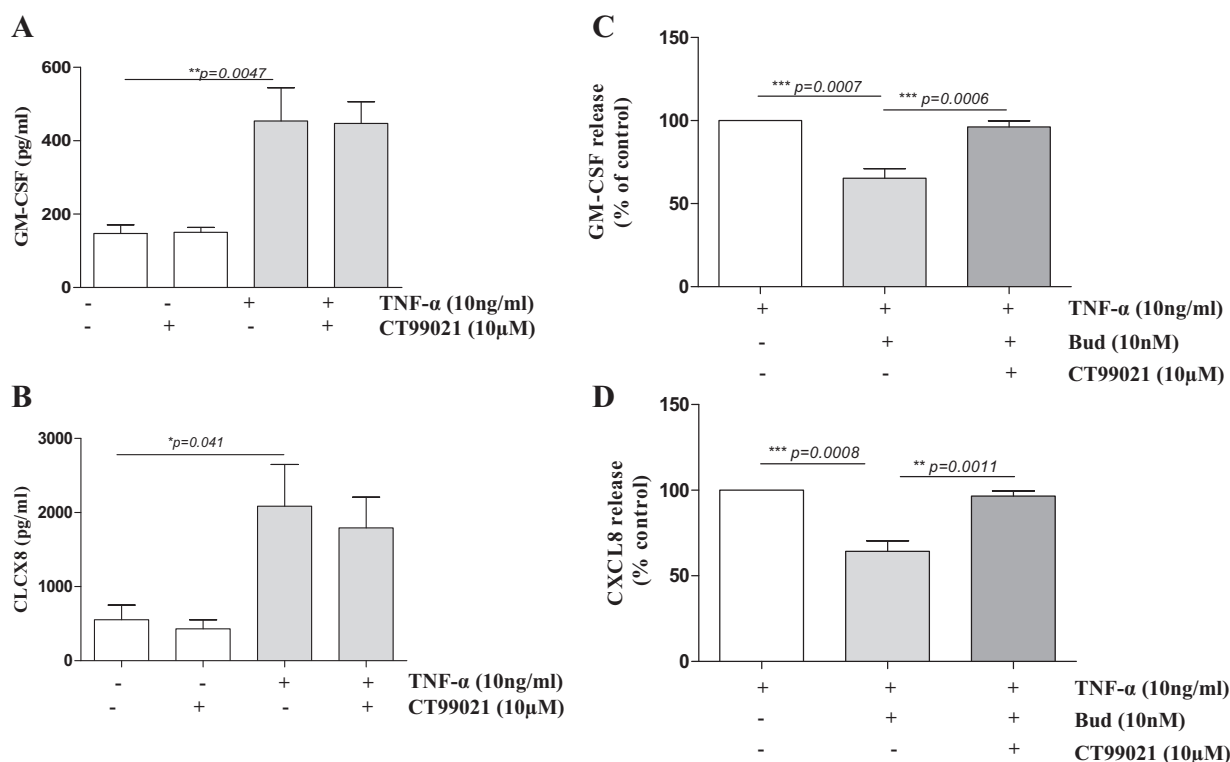 A
GM-CSF (pg/ml)
600
400
200
0
**p=0.0047
- - + + TNF-α (10ng/ml)
- + - + CT99021 (10μM)
B
CLCX8 (pg/ml)
3000
2000
1000
0
*p=0.041
- - + + TNF-α (10ng/ml)
- + - + CT99021 (10μM)
C
GM-CSF release
(% of control)
150
100
50
0
*** p=0.0007
*** p=0.0006
+ + + TNF-α (10ng/ml)
- + + Bud (10nM)
- - + CT99021 (10μM)
D
CXCL8 release
(% control)
150
100
50
0
*** p=0.0008
** p=0.0011
+ + + TNF-α (10ng/ml)
- + + Bud (10nM)
- - + CT99021 (10μM)